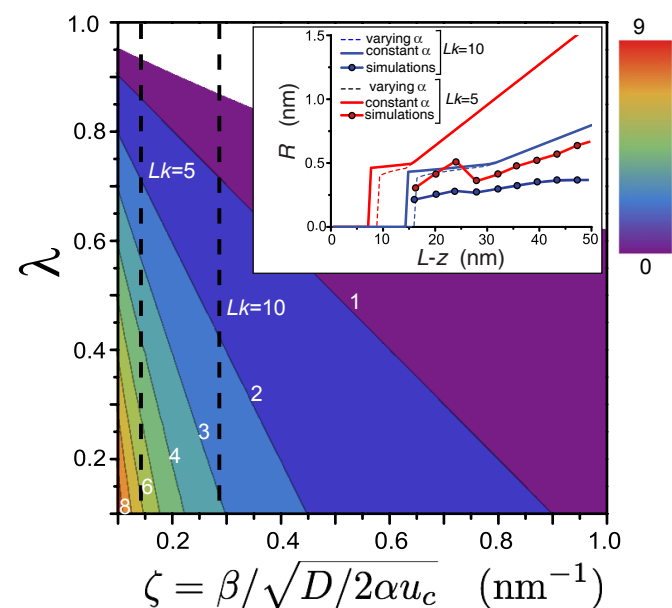 1.0
0.8
0.6
0.4
0.2
λ
Lk=5
Lk=10
1
2
3
4
6
8
0.2 0.4 0.6 0.8 1.0
ζ = β/√(D/2αu_c) (nm⁻¹)
9
0
1.5
1.0
0.5
0.0
R (nm)
0 10 20 30 40 50
L-z (nm)
varying α
constant α Lk=10
simulations
varying α
constant α Lk=5
simulations